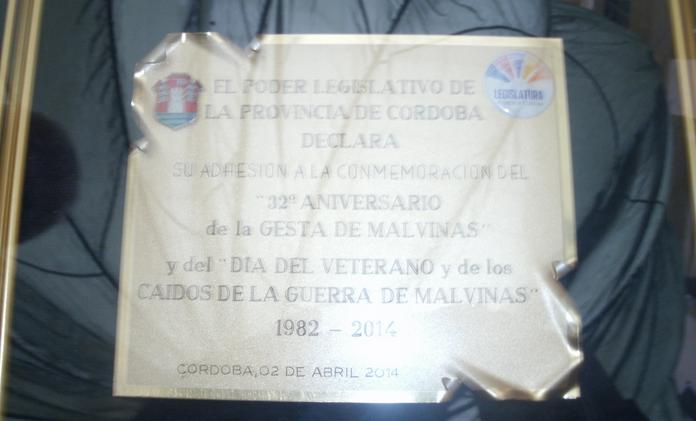 EL PODER LEGISLATIVO DE
LA PROVINCIA DE CORDOBA
DECLARA
SU ADHESION A LA CONMEMORACION DEL
"32º ANIVERSARIO
de la GESTA DE MALVINAS"
y del "DIA DEL VETERANO y de los
CAIDOS DE LA GUERRA DE MALVINAS"
1982 - 2014
CORDOBA, 02 DE ABRIL 2014
LEGISLATURA